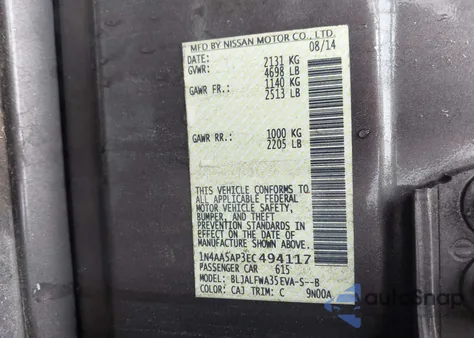 MFD BY NISSAN MOTOR CO., LTD.
DATE: 08/14
GVWR: 2131 KG
4698 LB
GAWR FR.: 1140 KG
2513 LB
GAWR RR.: 1000 KG
2205 LB
THIS VEHICLE CONFORMS TO
ALL APPLICABLE FEDERAL
MOTOR VEHICLE SAFETY,
BUMPER, AND THEFT
PREVENTION STANDARDS IN
EFFECT ON THE DATE OF
MANUFACTURE SHOWN ABOVE.
1N4AA5AP3EC494117
PASSENGER CAR 615
MODEL: BLJALFWA35EVA-S--B
COLOR: CAJ TRIM: C 9N00A
AutoSnap